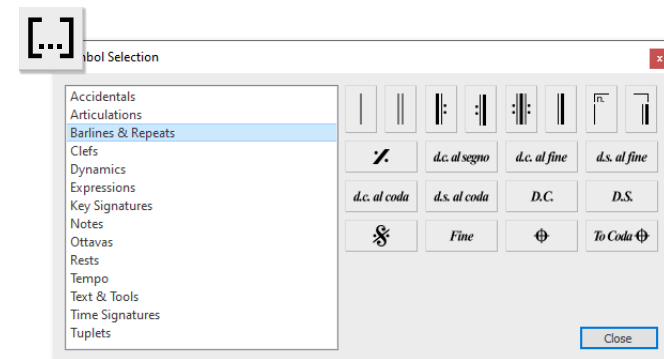 [...]
bol Selection
x
Accidentals
Articulations
Barlines & Repeats
Clefs
Dynamics
Expressions
Key Signatures
Notes
Ottavas
Rests
Tempo
Text & Tools
Time Signatures
Tuplets
n.
d.c. al segno
d.c. al fine
d.s. al fine
d.c. al coda
d.s. al coda
D.C.
D.S.
Fine
To Coda
Close